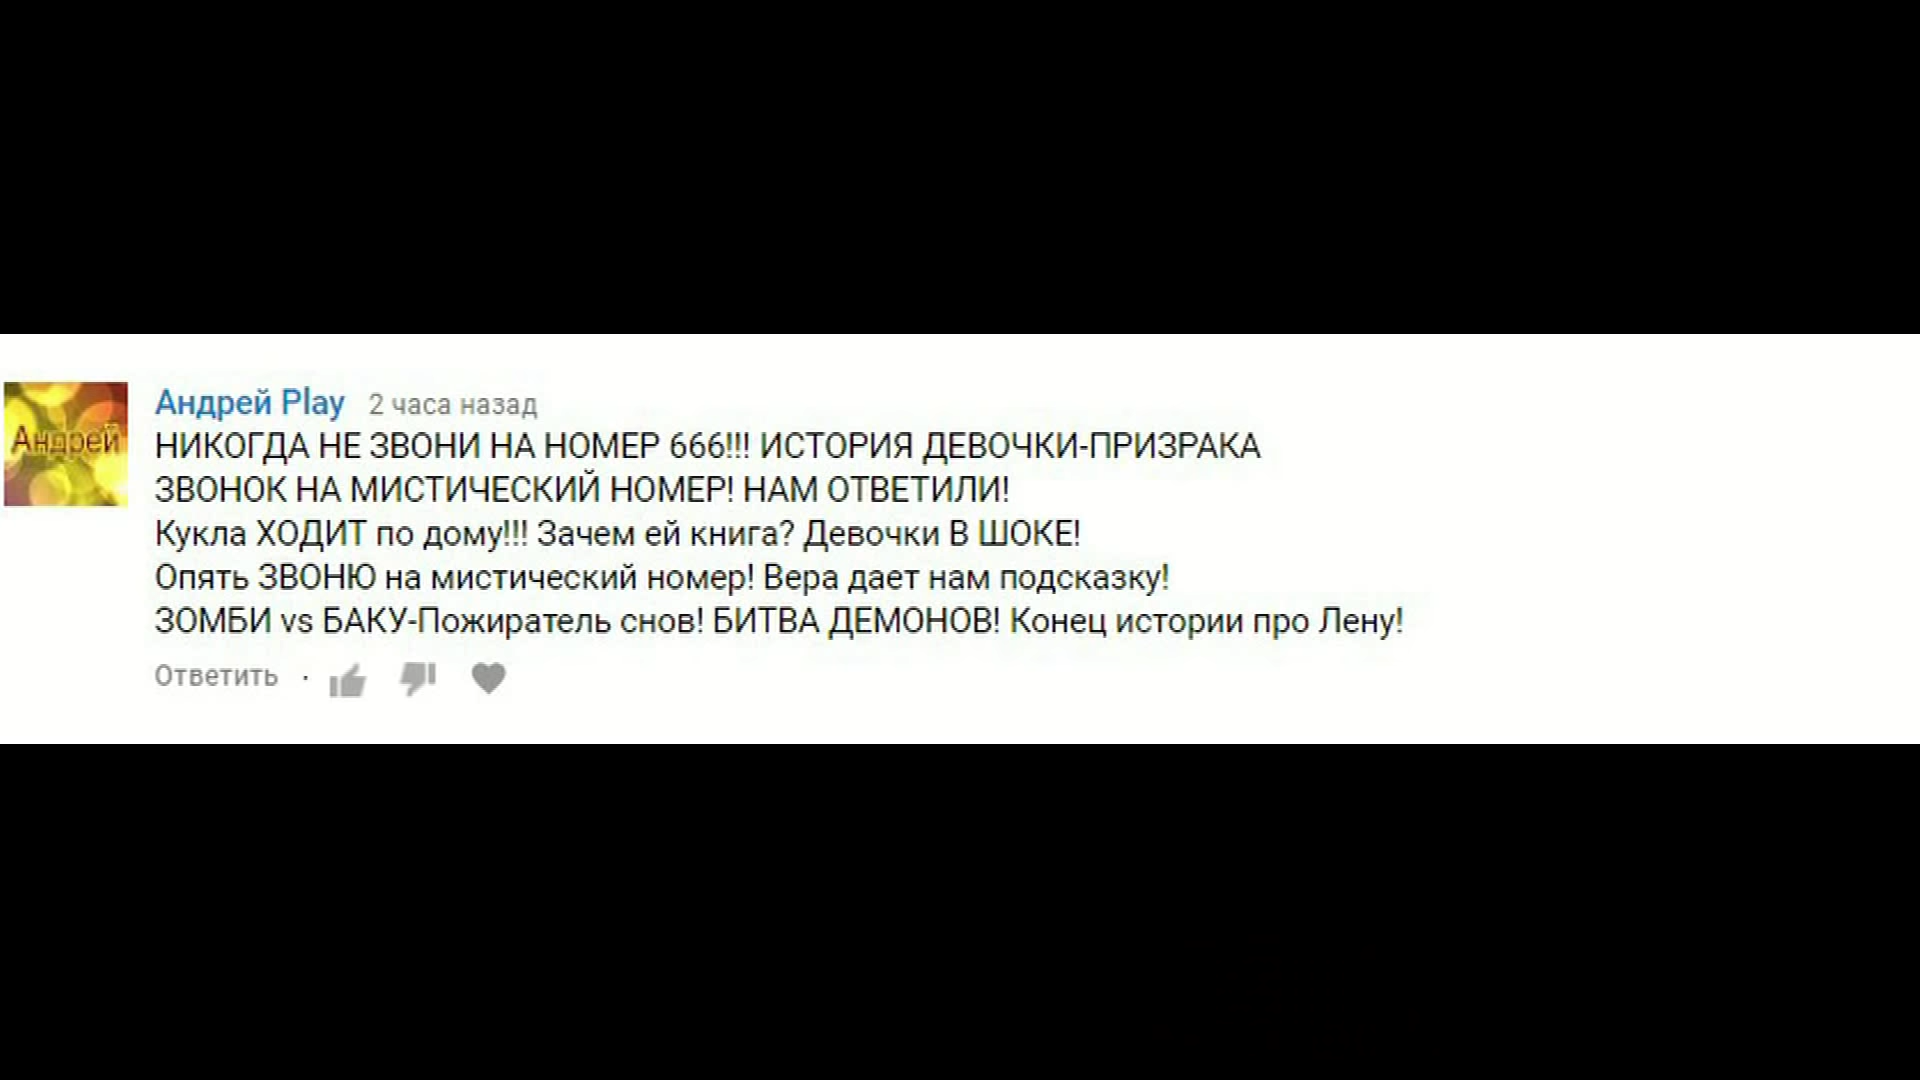 Андрей
Андрей Play 2 часа назад
НИКОГДА НЕ ЗВОНИ НА НОМЕР 666!!! ИСТОРИЯ ДЕВОЧКИ-ПРИЗРАКА
ЗВОНОК НА МИСТИЧЕСКИЙ НОМЕР! НАМ ОТВЕТИЛИ!
Кукла ХОДИТ по дому!!! Зачем ей книга? Девочки В ШОКЕ!
Опять ЗВОНЮ на мистический номер! Вера дает нам подсказку!
ЗОМБИ vs БАКУ-Пожиратель снов! БИТВА ДЕМОНОВ! Конец истории про Лену!
Ответить ·